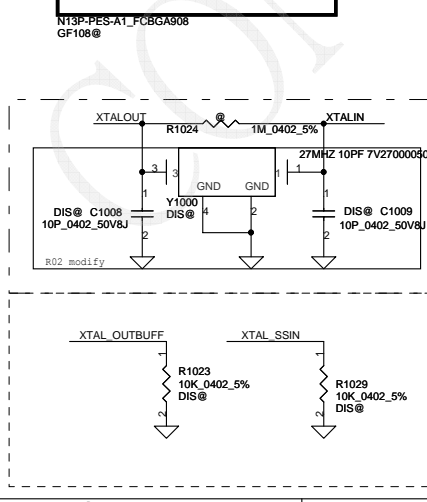 N13P-PES-A1_FCBGA908
GF108@
XTALOUT
@
R1024
1M_0402_5%
XTALIN
27MHZ 10PF 7V27000050
3
3
1
1
GND
GND
Y1000
DIS@
4
2
1
DIS@ C1008
10P_0402_50V8J
2
1
DIS@ C1009
10P_0402_50V8J
2
R02 modify
XTAL_OUTBUFF
XTAL_SSIN
1
R1023
10K_0402_5%
DIS@
2
1
R1029
10K_0402_5%
DIS@
2